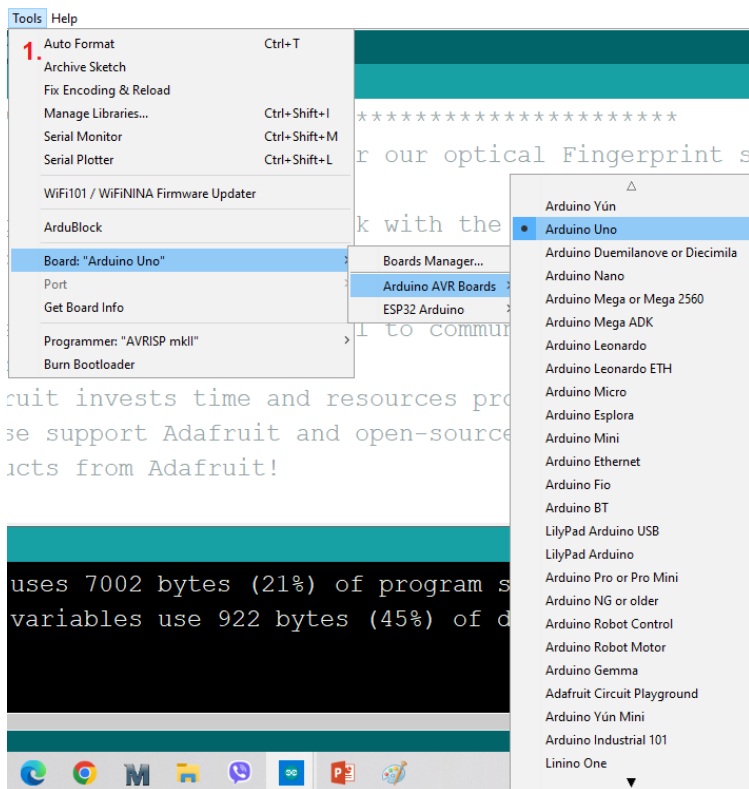 Tools Help
1.
Auto Format Ctrl+T
Archive Sketch
Fix Encoding & Reload
Manage Libraries... Ctrl+Shift+I
Serial Monitor Ctrl+Shift+M
Serial Plotter Ctrl+Shift+L
WiFi101 / WiFiNINA Firmware Updater
ArduBlock
Board: "Arduino Uno"
Port
Get Board Info
Programmer: "AVRISP mkII"
Burn Bootloader
Boards Manager...
Arduino AVR Boards
ESP32 Arduino
Arduino Yún
Arduino Uno
Arduino Duemilanove or Diecimila
Arduino Nano
Arduino Mega or Mega 2560
Arduino Mega ADK
Arduino Leonardo
Arduino Leonardo ETH
Arduino Micro
Arduino Esplora
Arduino Mini
Arduino Ethernet
Arduino Fio
Arduino BT
LilyPad Arduino USB
LilyPad Arduino
Arduino Pro or Pro Mini
Arduino NG or older
Arduino Robot Control
Arduino Robot Motor
Arduino Gemma
Adafruit Circuit Playground
Arduino Yún Mini
Arduino Industrial 101
Linino One
***********************
r our optical Fingerprint s
k with the
l to commun
ruit invests time and resources pro
se support Adafruit and open-source
ucts from Adafruit!
uses 7002 bytes (21%) of program s
variables use 922 bytes (45%) of d